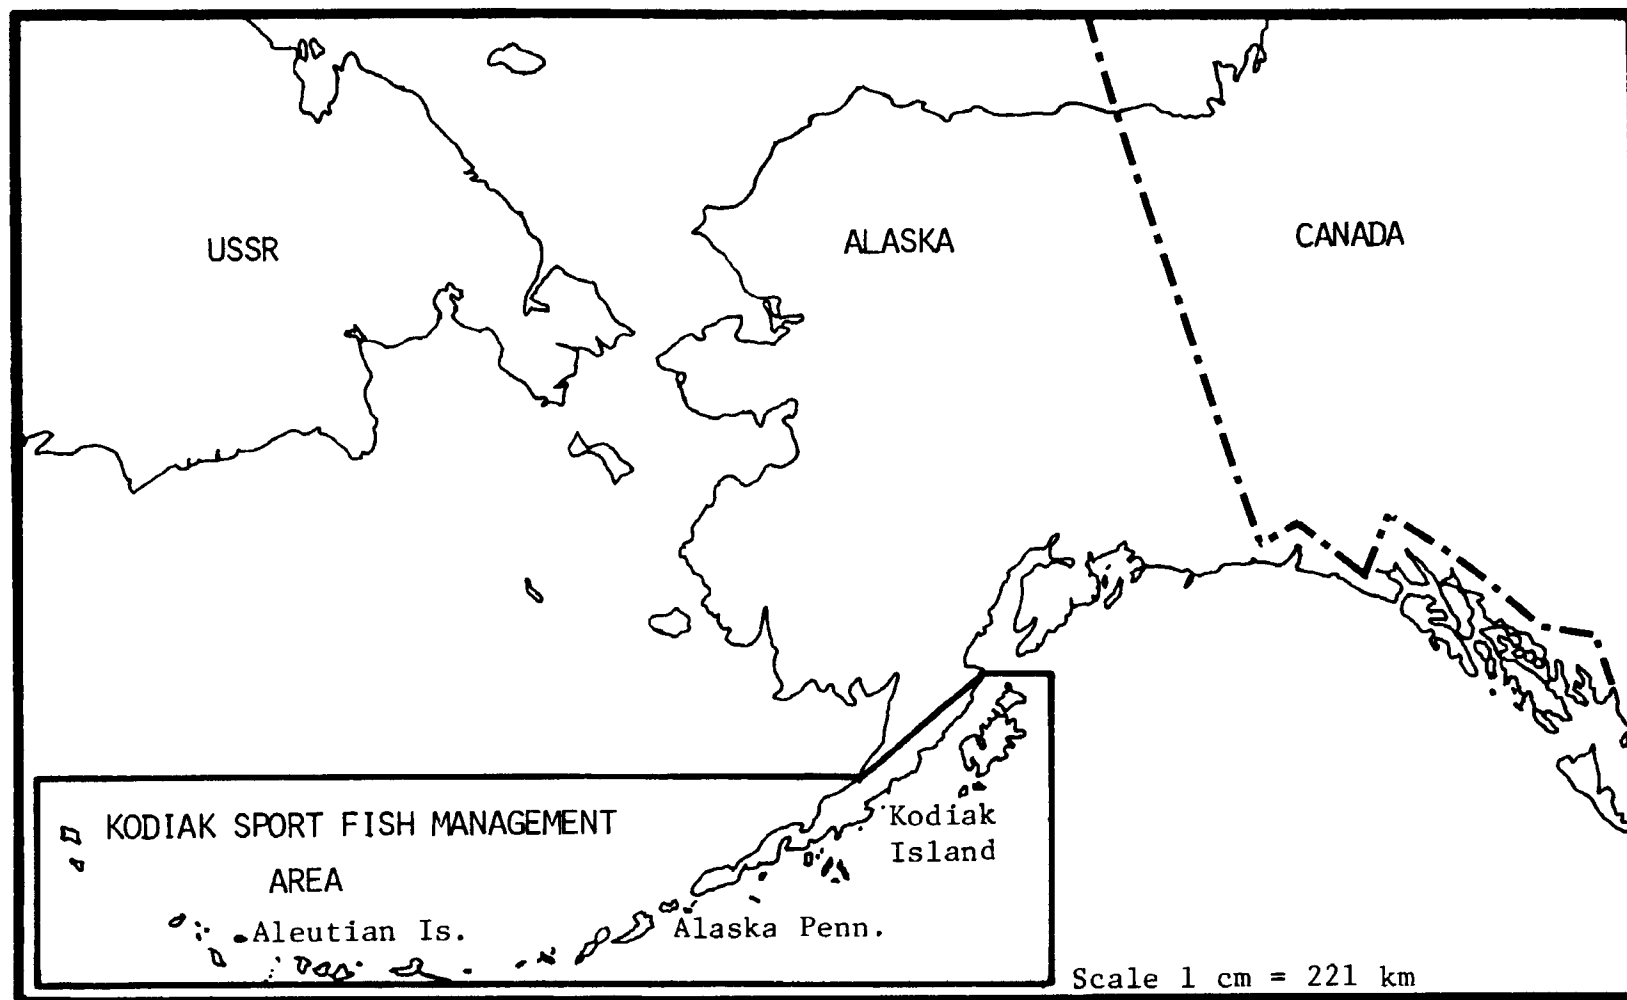 USSR
ALASKA
CANADA
KODIAK SPORT FISH MANAGEMENT
AREA
Kodiak
Island
Aleutian Is.
Alaska Penn.
Scale 1 cm = 221 km